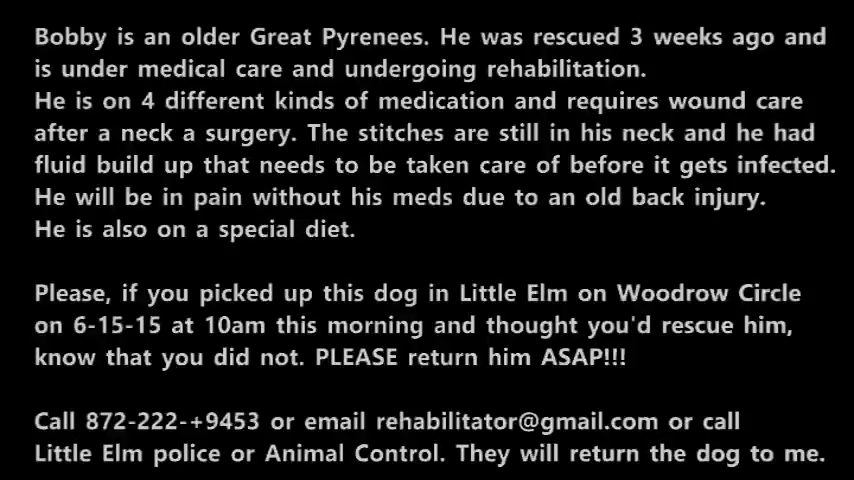 Bobby is an older Great Pyrenees. He was rescued 3 weeks ago and
is under medical care and undergoing rehabilitation.
He is on 4 different kinds of medication and requires wound care
after a neck a surgery. The stitches are still in his neck and he had
fluid build up that needs to be taken care of before it gets infected.
He will be in pain without his meds due to an old back injury.
He is also on a special diet.
Please, if you picked up this dog in Little Elm on Woodrow Circle
on 6-15-15 at 10am this morning and thought you'd rescue him,
know that you did not. PLEASE return him ASAP!!!
Call 872-222-+9453 or email rehabilitator@gmail.com or call
Little Elm police or Animal Control. They will return the dog to me.